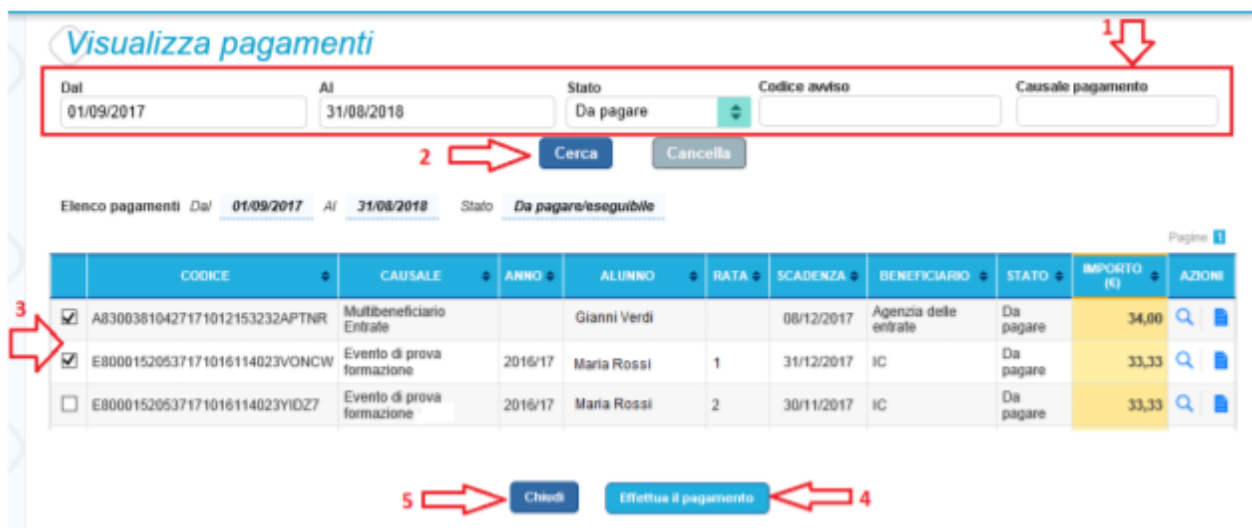 Visualizza pagamenti
1
Dal Al Stato Codice avviso Causale pagamento
01/09/2017 31/08/2018 Da pagare
2 Cerca Cancella
Elenco pagamenti Dal 01/09/2017 Al 31/08/2018 Stato Da pagare/eseguibile
Pagine 1
CODICE CAUSALE ANNO ALUNNO RATA SCADENZA BENEFICIARIO STATO IMPORTO (€) AZIONI
3
A83003810427171012153232APTNR Multibeneficiario Entrate Gianni Verdi 08/12/2017 Agenzia delle entrate Da pagare 34,00
E80001520537171016114023VONCW Evento di prova formazione 2016/17 Maria Rossi 1 31/12/2017 IC Da pagare 33,33
E80001520537171016114023YIDZ7 Evento di prova formazione 2016/17 Maria Rossi 2 30/11/2017 IC Da pagare 33,33
5 Chiudi Effettua il pagamento 4